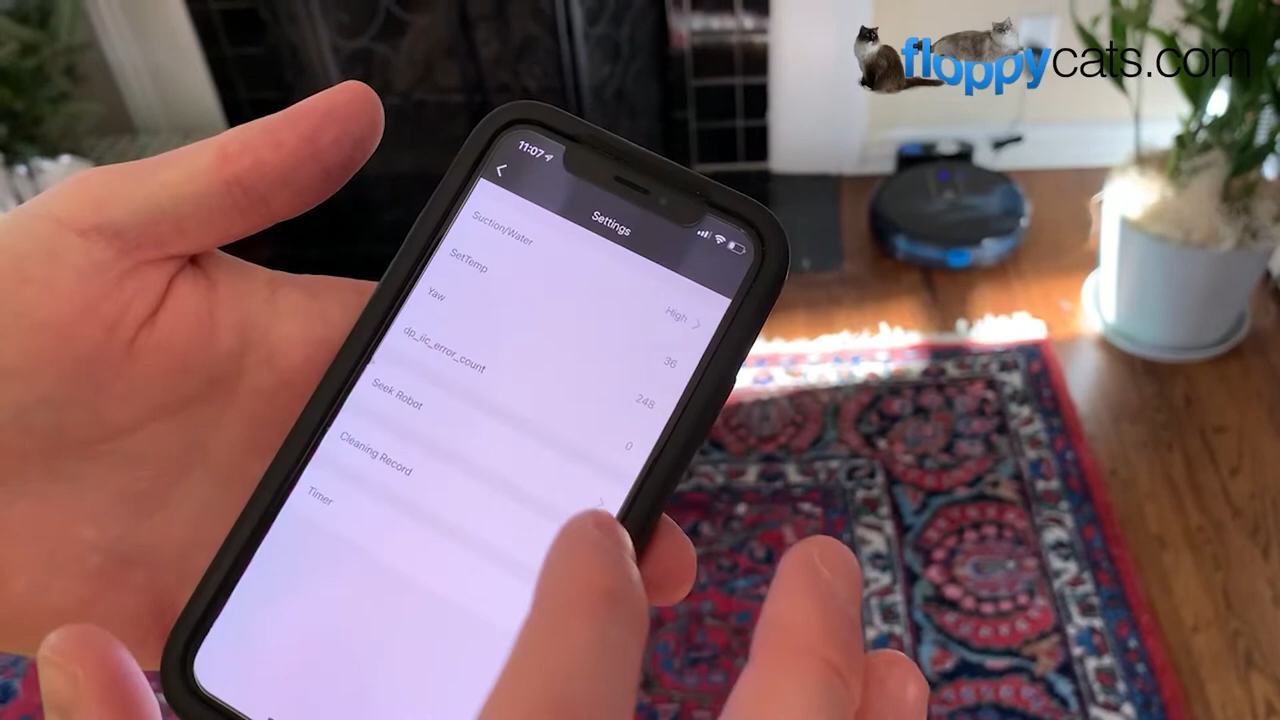 floppycats.com
11:07
Settings
Suction/Water High
SetTemp 36
Yaw 248
dp_iic_error_count 0
Seek Robot
Cleaning Record
Timer